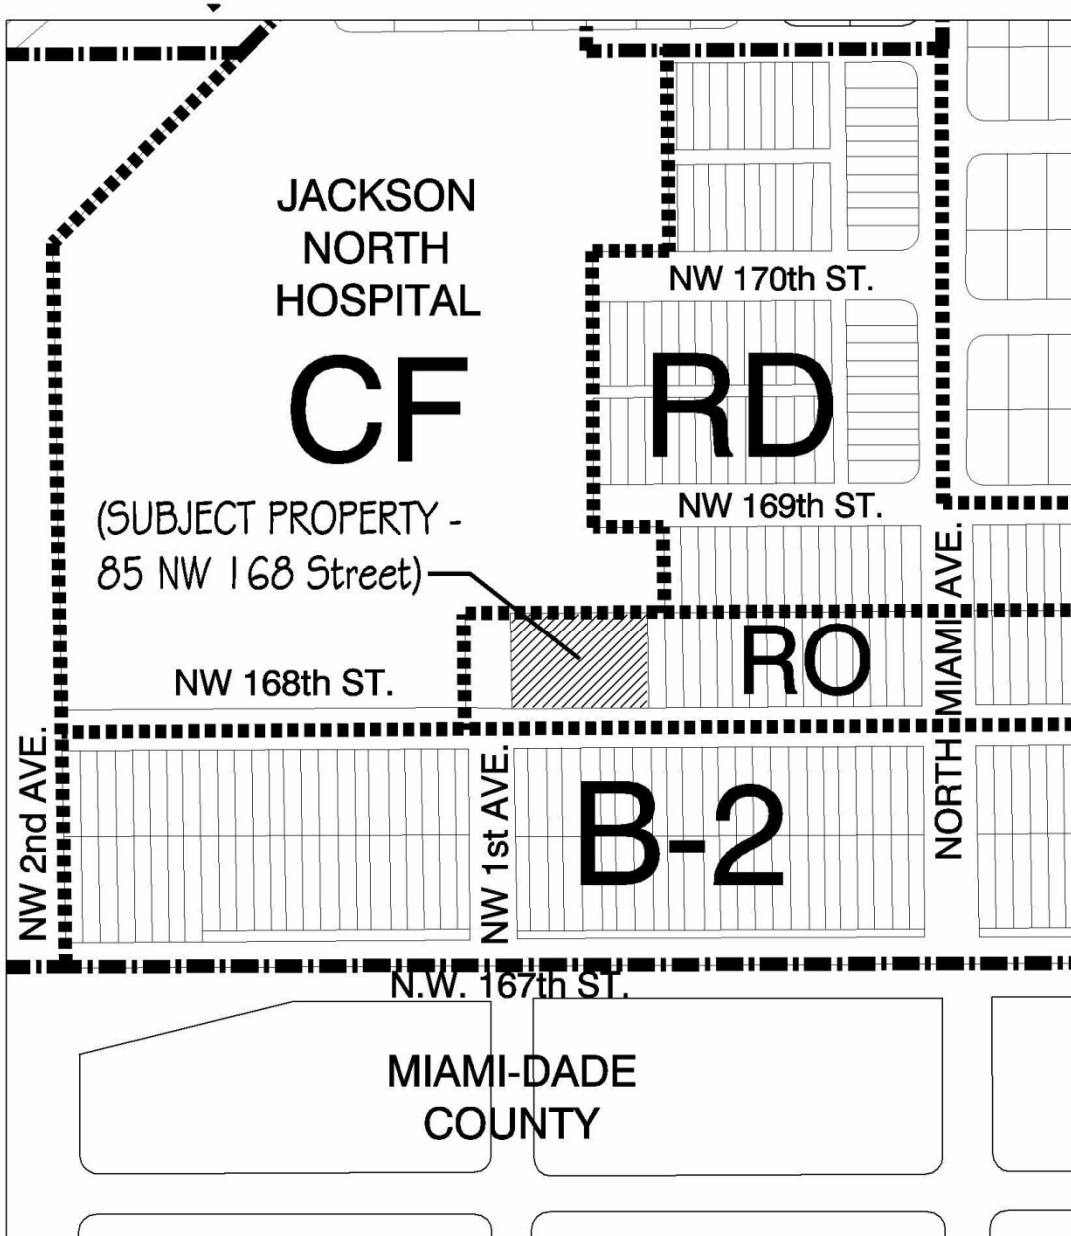 JACKSON
NORTH
HOSPITAL
CF
NW 170th ST.
RD
NW 169th ST.
(SUBJECT PROPERTY -
85 NW 168 Street)
NORTH MIAMI AVE.
RO
NW 168th ST.
NW 2nd AVE.
NW 1st AVE.
B-2
N.W. 167th ST.
MIAMI-DADE
COUNTY